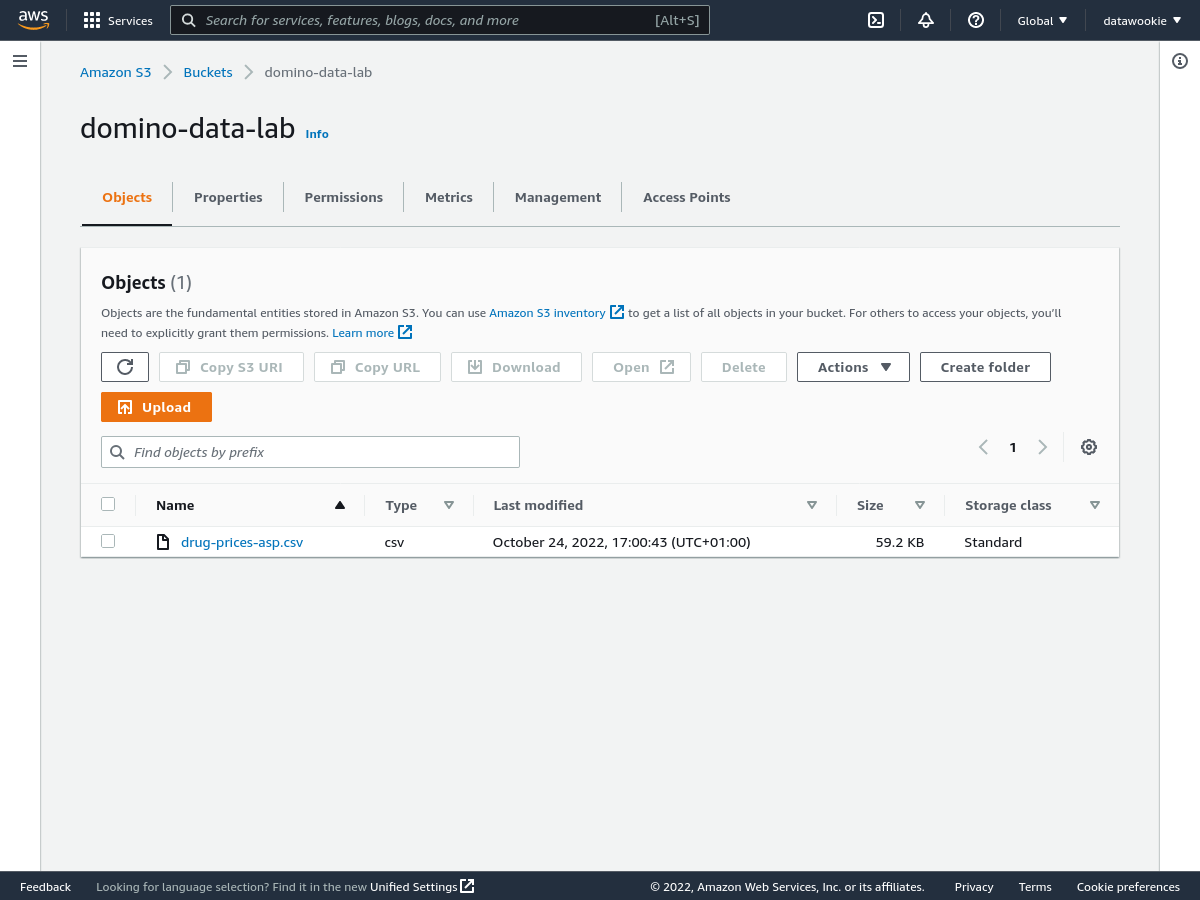 aws Services Search for services, features, blogs, docs, and more [Alt+S] Global datawookie
Amazon S3 Buckets domino-data-lab
domino-data-lab Info
Objects Properties Permissions Metrics Management Access Points
Objects (1)
Objects are the fundamental entities stored in Amazon S3. You can use Amazon S3 inventory to get a list of all objects in your bucket. For others to access your objects, you'll
need to explicitly grant them permissions. Learn more
Copy S3 URI Copy URL Download Open Delete Actions Create folder
Upload
Find objects by prefix 1
Name Type Last modified Size Storage class
drug-prices-asp.csv csv October 24, 2022, 17:00:43 (UTC+01:00) 59.2 KB Standard
Feedback Looking for language selection? Find it in the new Unified Settings © 2022, Amazon Web Services, Inc. or its affiliates. Privacy Terms Cookie preferences